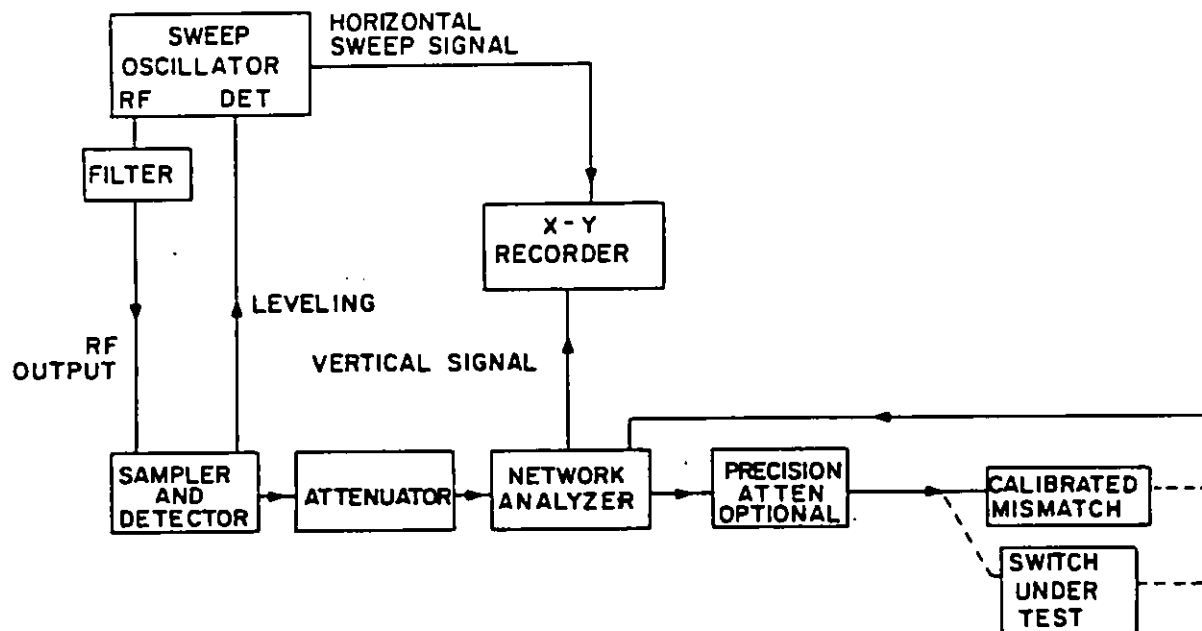 SWEEP
OSCILLATOR
RF DET
HORIZONTAL
SWEEP SIGNAL
FILTER
X-Y
RECORDER
LEVELING
RF
OUTPUT
VERTICAL SIGNAL
SAMPLER
AND
DETECTOR
ATTENUATOR
NETWORK
ANALYZER
PRECISION
ATTEN
OPTIONAL
CALIBRATED
MISMATCH
SWITCH
UNDER
TEST